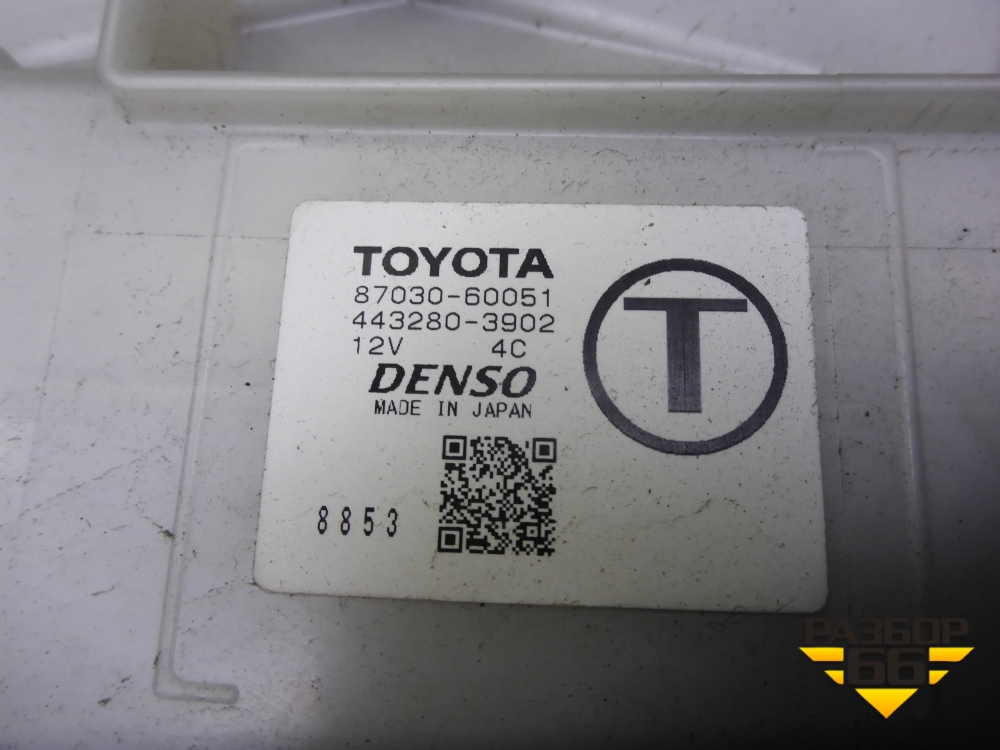 TOYOTA
87030-60051
443280-3902
12V 4C
DENSO
MADE IN JAPAN
T
8853
РАЗБОР
66